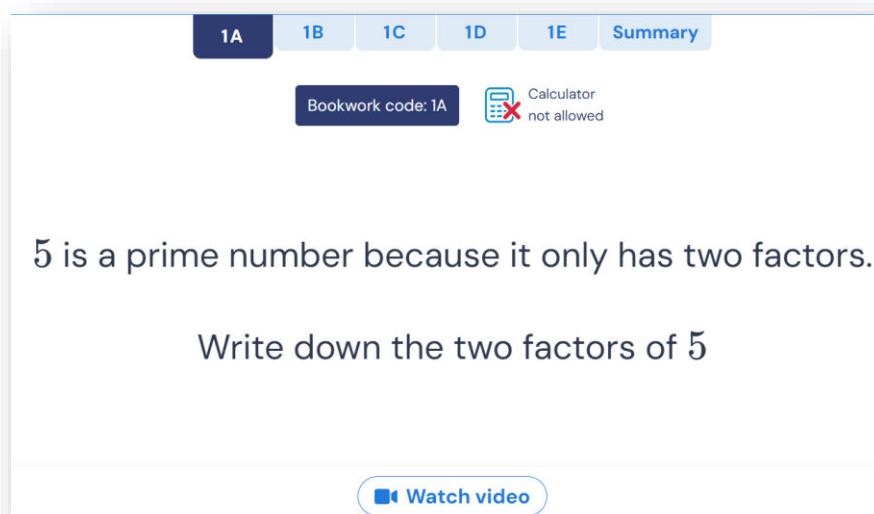 1A 1B 1C 1D 1E Summary
Bookwork code: 1A
Calculator
not allowed
5 is a prime number because it only has two factors.
Write down the two factors of 5
Watch video